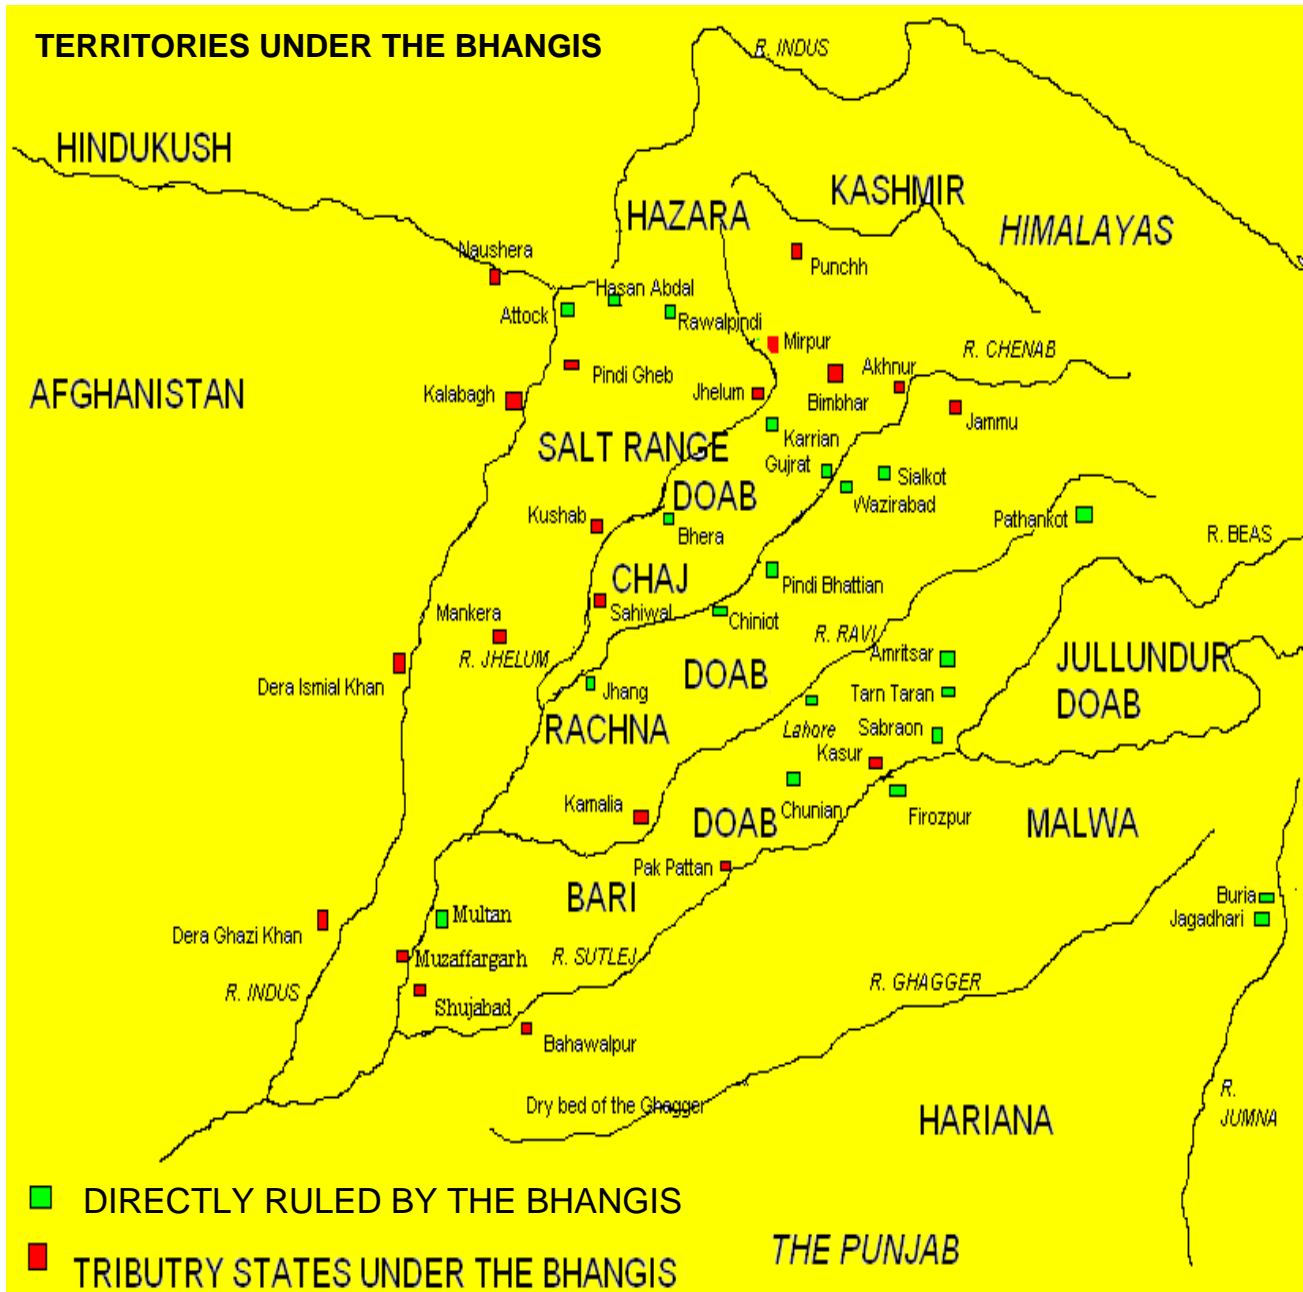 TERRITORIES UNDER THE BHANGIS
R. INDUS
HINDUKUSH
KASHMIR
HAZARA
HIMALAYAS
Naushera
Punchh
Hasan Abdal
Attock
Rawalpindi
Mirpur
R. CHENAB
Pindi Gheb
Akhnur
AFGHANISTAN
Kalabagh
Jhelum
Bimbhar
Jammu
Karrian
SALT RANGE
Gujrat
Sialkot
DOAB
Wazirabad
Kushab
Pathankot
Bhera
R. BEAS
CHAJ
Pindi Bhattian
Mankera
Sahiwal
Chiniot
R. RAVI
R. JHELUM
Amritsar
JULLUNDUR
DOAB
Dera Ismial Khan
DOAB
Jhang
Tarn Taran
RACHNA
Lahore
Sabraon
Kasur
Kamalia
DOAB
Chunian
Firozpur
MALWA
Pak Pattan
BARI
Buria
Multan
Jagadhari
Dera Ghazi Khan
Muzaffargarh
R. SUTLEJ
R. INDUS
R. GHAGGER
Shujabad
Bahawalpur
Dry bed of the Ghagger
HARIANA
R.
JUMNA
DIRECTLY RULED BY THE BHANGIS
THE PUNJAB
TRIBUTRY STATES UNDER THE BHANGIS